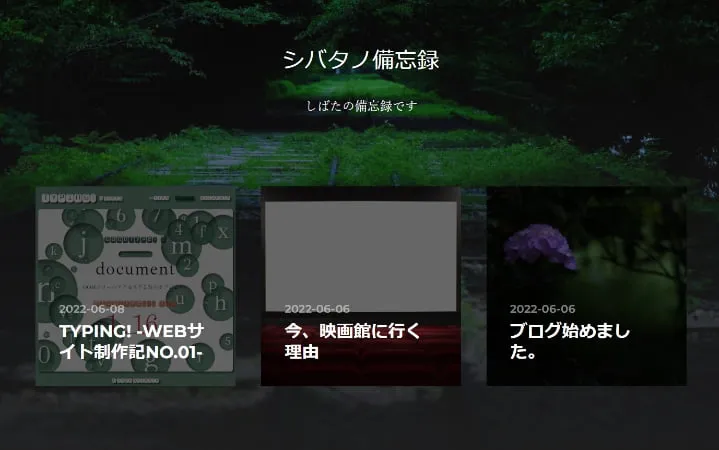 シバタノ備忘録
しばたの備忘録です
document
2022-06-08
TYPING! -WEBサ
イト制作記NO.01-
2022-06-06
今、映画館に行く
理由
2022-06-06
ブログ始めまし
た。